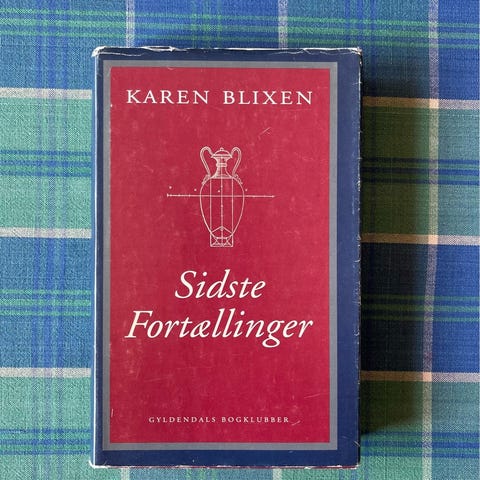 KAREN BLIXEN
Sidste
Fortællinger
GYLDENDALS BOGKLUBBER